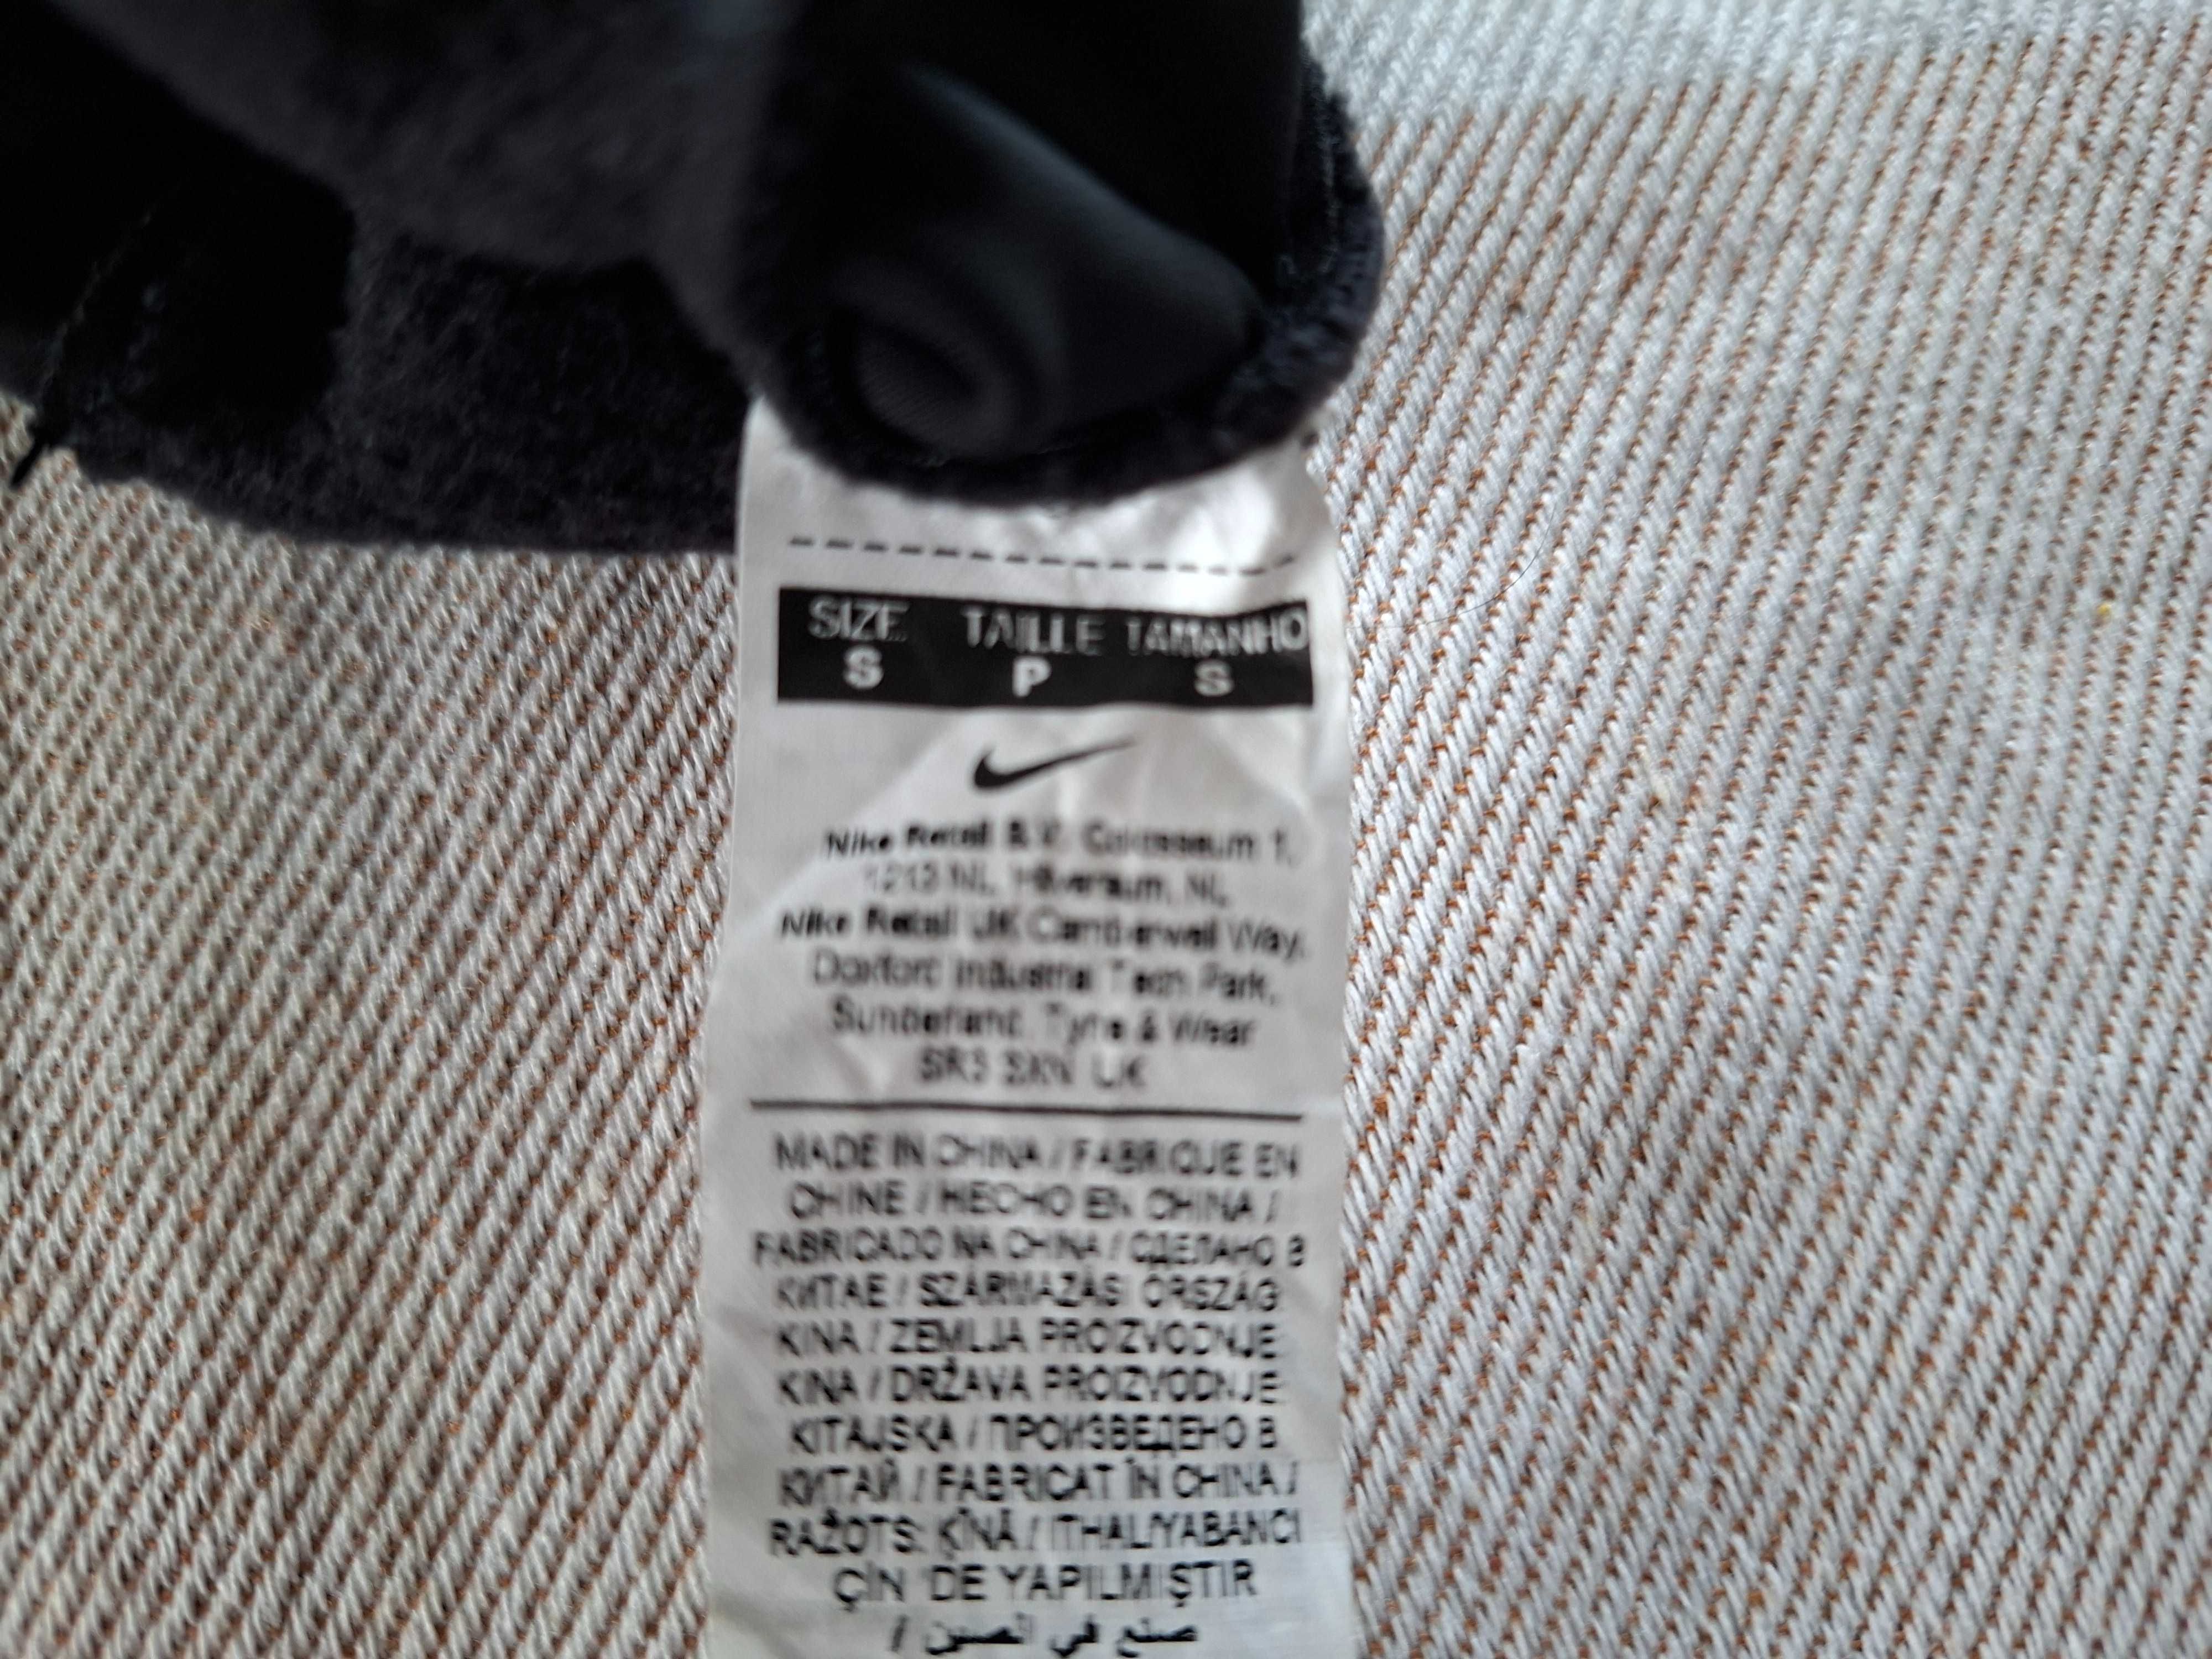 SIZE TAILLE TAMANHO
S P S
Nike Retail B.V. Colosseum 1,
1213 NL, Hilversum, NL
Nike Retail UK Camberwell Way,
Doxford Industrial Tech Park,
Sunderland, Tyne & Wear
SR3 3XN UK
MADE IN CHINA / FABRIQUE EN
CHINE / HECHO EN CHINA /
FABRICADO NA CHINA / СДЕЛАНО В
КИТАЕ / SZÁRMAZÁSI ORSZÁG
KINA / ZEMLJA PROIZVODNJE
KINA / DRŽAVA PROIZVODNJE
KITAJSKA / ПРОИЗВЕДЕНО В
КИТАЙ / FABRICAT ÎN CHINA /
RAŽOTS: ĶĪNĀ / İTHAL/YABANCI
ÇİN 'DE YAPILMIŞTIR
صنع في الصين /